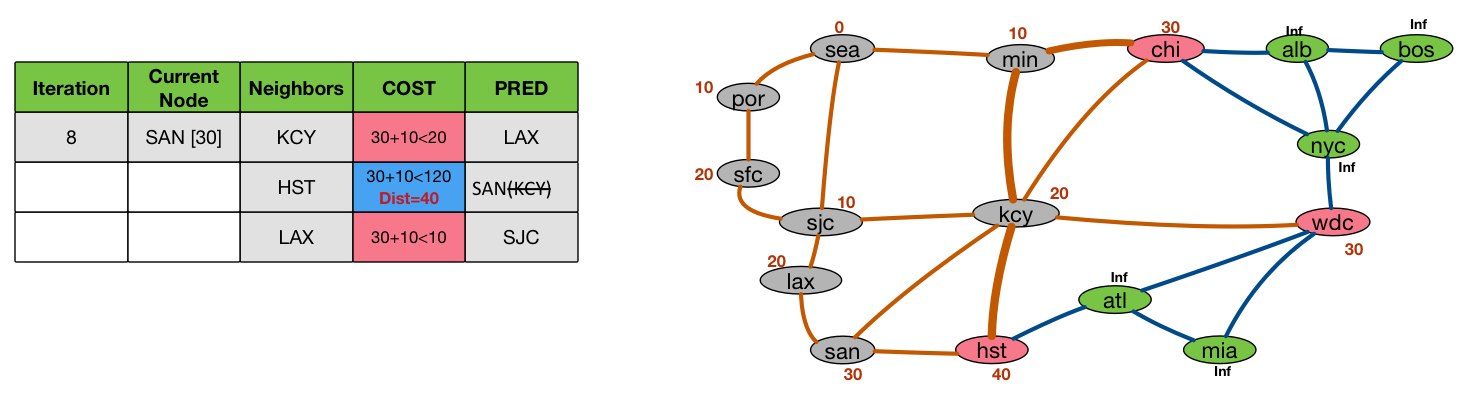 Iteration
Current
Node
Neighbors
COST
PRED
8
SAN [30]
KCY
30+10<20
LAX
HST
30+10<120
Dist=40
SAN(KCY)
LAX
30+10<10
SJC
0
sea
10
min
30
chi
Inf
alb
Inf
bos
10
por
nyc
Inf
20
sfc
10
sjc
20
kcy
wdc
30
20
lax
Inf
atl
san
30
hst
40
mia
Inf